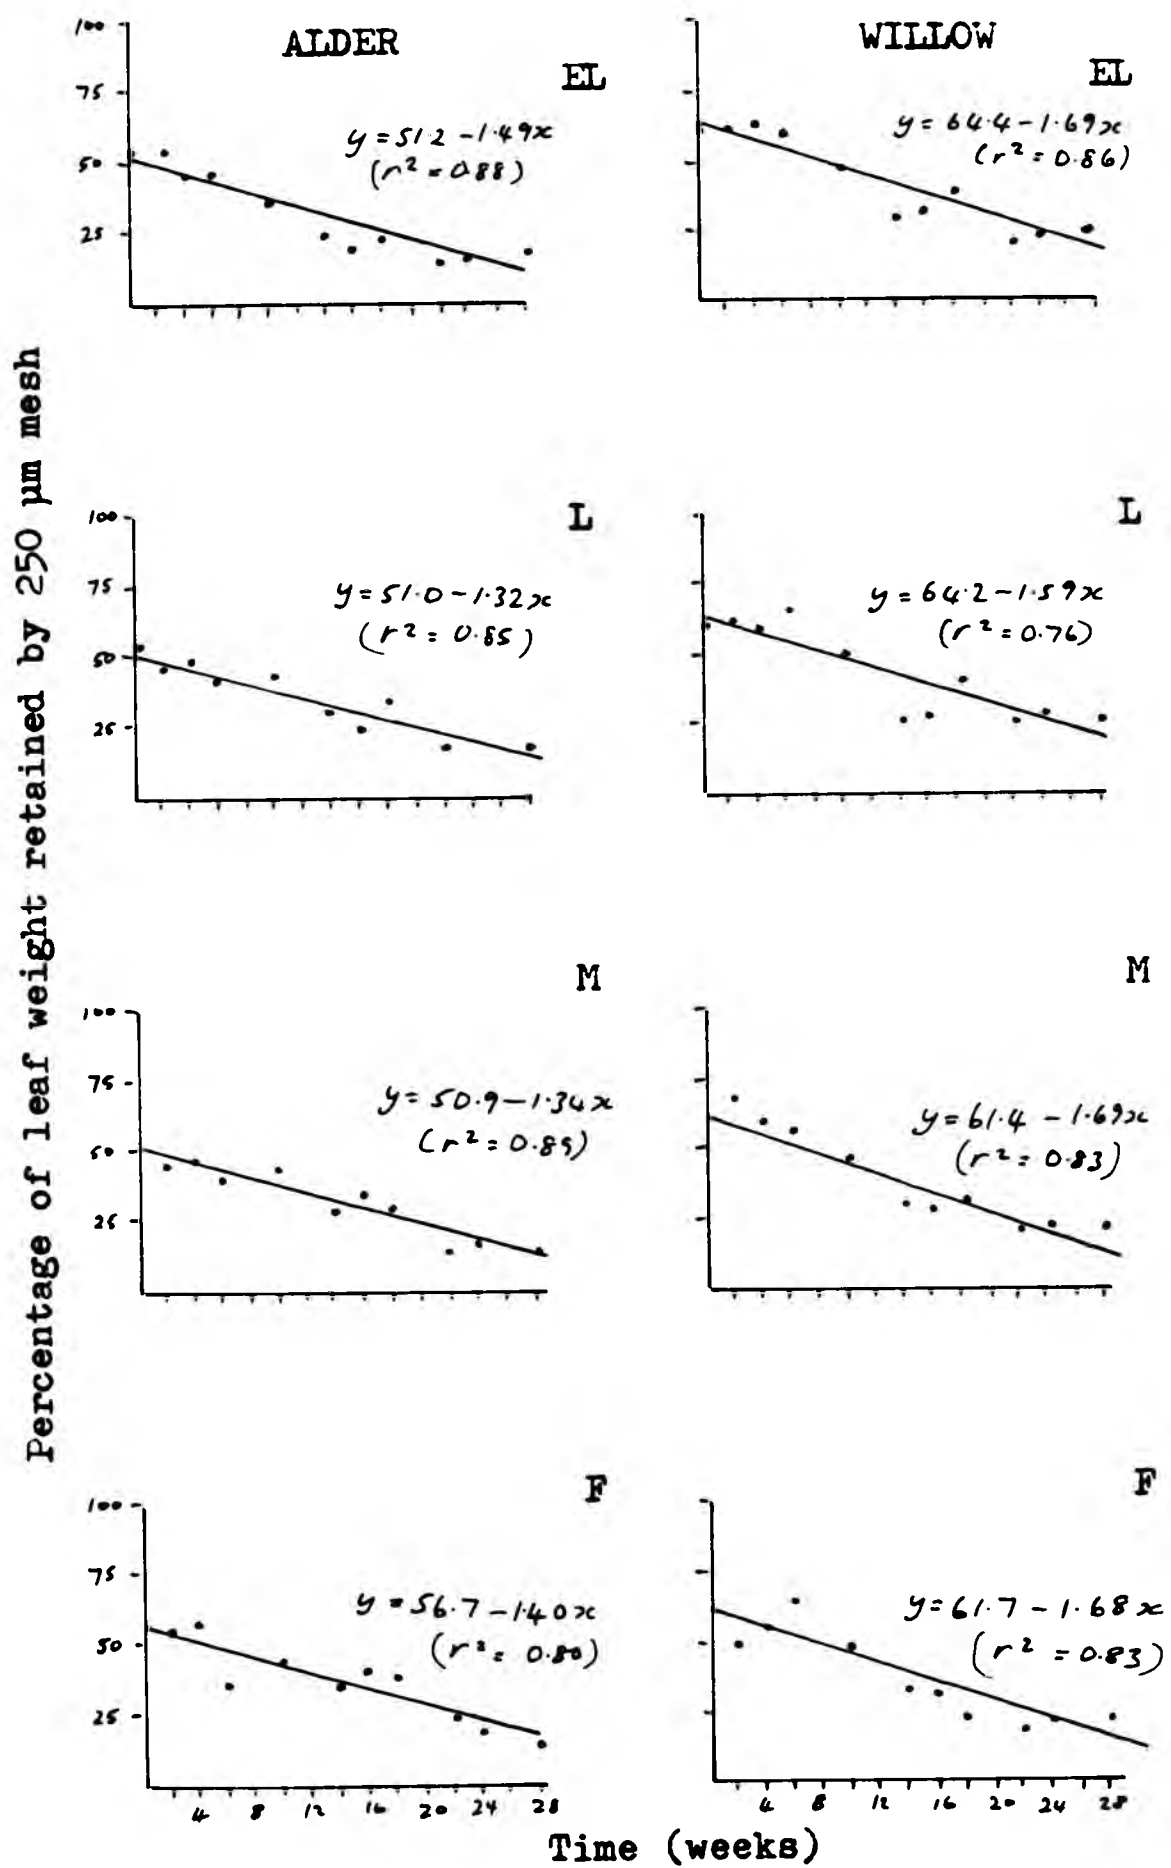 ALDER
EL
100
75
50
25
y = 51.2 - 1.49x
(r² = 0.88)
WILLOW
EL
y = 64.4 - 1.69x
(r² = 0.86)
L
100
75
50
25
y = 51.0 - 1.32x
(r² = 0.85)
L
y = 64.2 - 1.59x
(r² = 0.76)
M
100
75
50
25
y = 50.9 - 1.34x
M
y = 61.4 - 1.69x
(r² = 0.83)
F
100
75
50
25
y = 56.7 - 1.40x
(r² = 0.80)
4 8 12 16 20 24 28
F
y = 61.7 - 1.68x
(r² = 0.83)
4 8 12 16 20 24 28
Percentage of leaf weight retained by 250 µm mesh
Time (weeks)